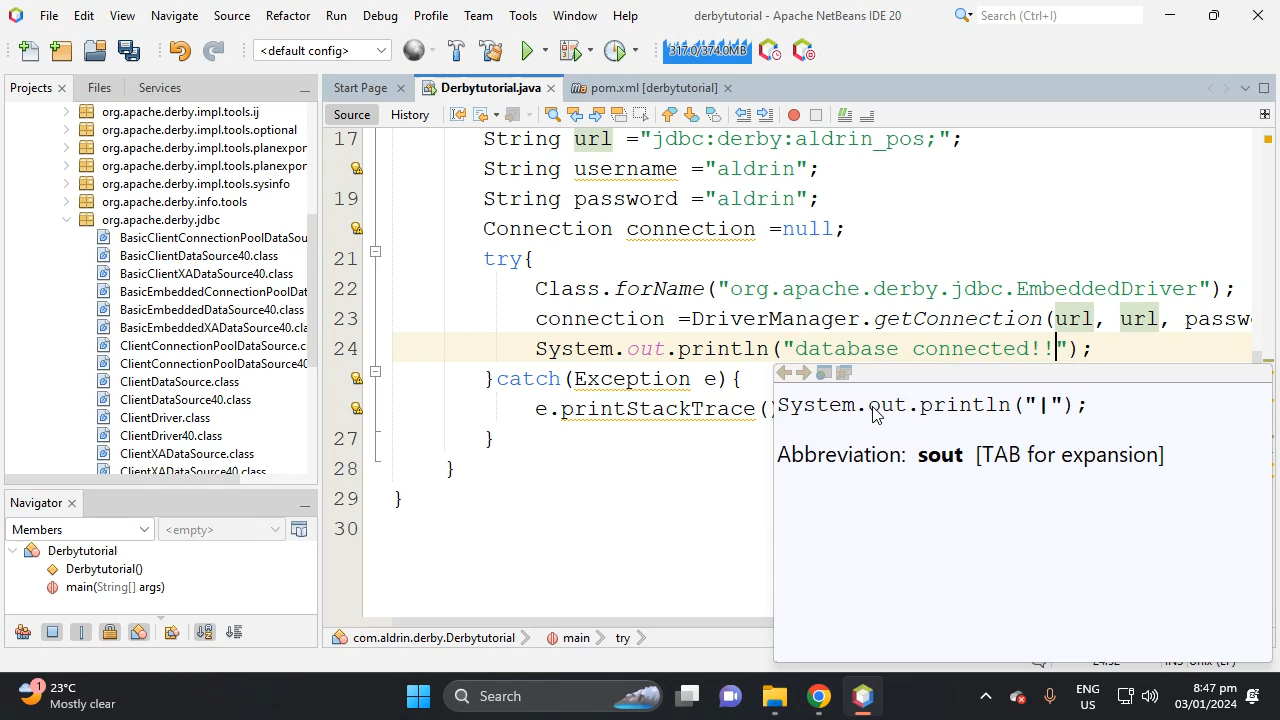 File Edit View Navigate Source Refactor Run Debug Profile Team Tools Window Help
derbytutorial - Apache NetBeans IDE 20
Search (Ctrl+I)
<default config>
317.0/374.0MB
Projects Files Services
Start Page Derbytutorial.java pom.xml [derbytutorial]
Source History
org.apache.derby.impl.tools.ij
org.apache.derby.impl.tools.optional
org.apache.derby.impl.tools.planexpor
org.apache.derby.impl.tools.planexpor
org.apache.derby.impl.tools.sysinfo
org.apache.derby.info.tools
org.apache.derby.jdbc
BasicClientConnectionPoolDataSou
BasicClientDataSource40.class
BasicClientXADataSource40.class
BasicEmbeddedConnectionPoolDat
BasicEmbeddedDataSource40.class
BasicEmbeddedXADataSource40.cla
ClientConnectionPoolDataSource.cl
ClientConnectionPoolDataSource40
ClientDataSource.class
ClientDataSource40.class
ClientDriver.class
ClientDriver40.class
ClientXADataSource.class
ClientXADataSource40.class
17 String url ="jdbc:derby:aldrin_pos;";
String username ="aldrin";
19 String password ="aldrin";
Connection connection =null;
21 try{
22 Class.forName("org.apache.derby.jdbc.EmbeddedDriver");
23 connection =DriverManager.getConnection(url, url, passw
24 System.out.println("database connected!!");
}catch(Exception e){
e.printStackTrace()
27 }
28 }
29 }
30
System.out.println("|");
Abbreviation: sout [TAB for expansion]
Navigator
Members <empty>
Derbytutorial
Derbytutorial()
main(String[] args)
com.aldrin.derby.Derbytutorial main try
24:52 INS Unix (LF)
1
23°C
Mostly clear
Search
ENG
US
8:47 pm
03/01/2024